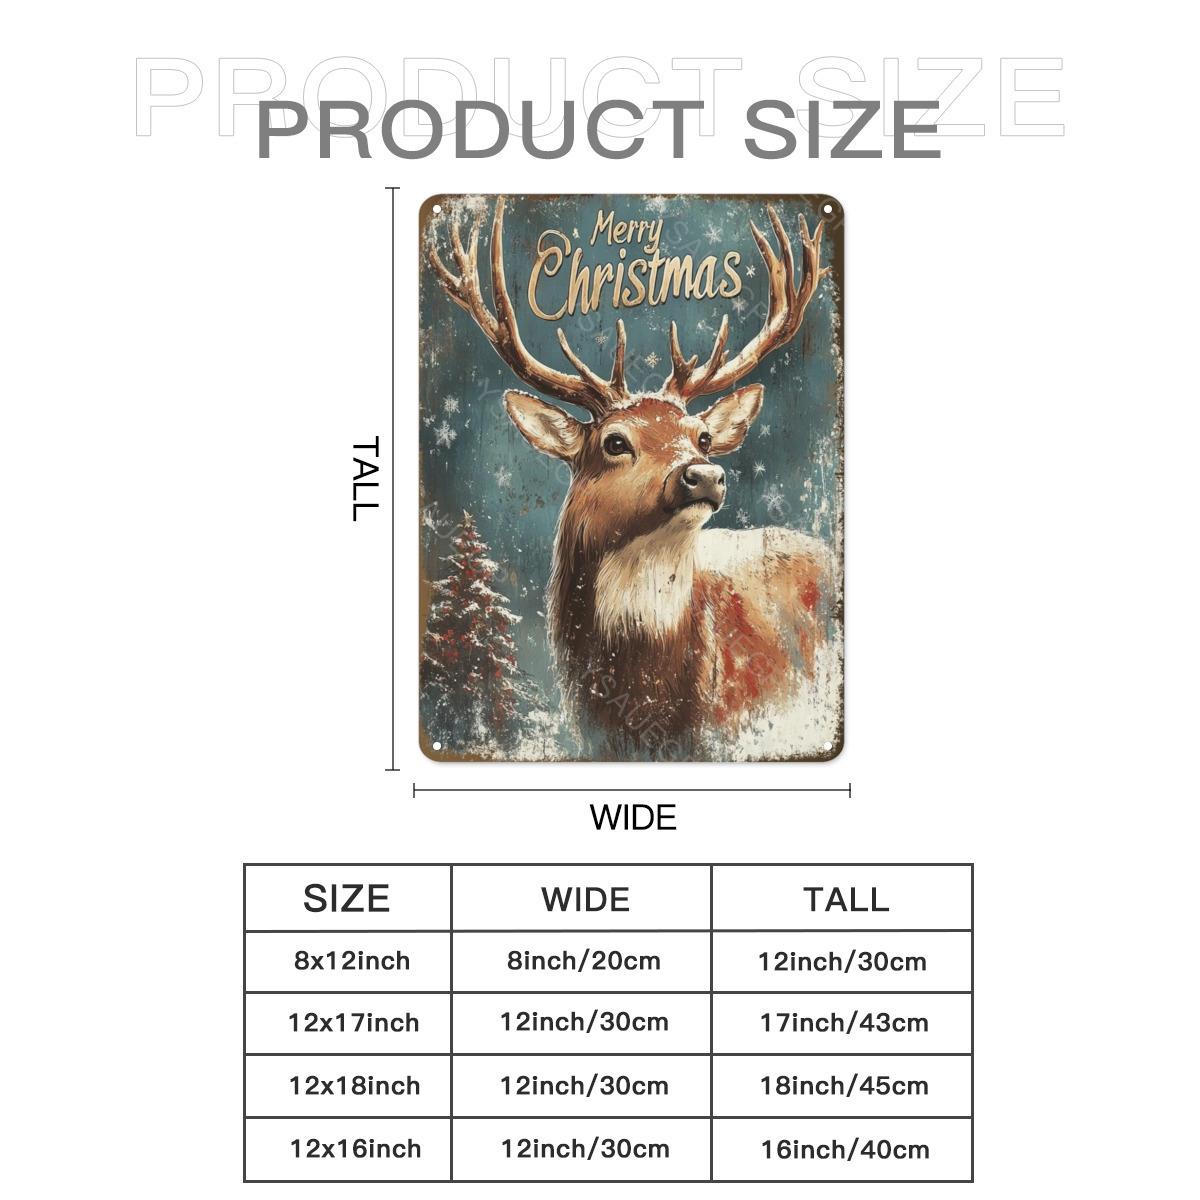 PRODUCT SIZE
PRODUCT SIZE
Merry
Christmas
TALL
WIDE
SIZE WIDE TALL
8x12inch 8inch/20cm 12inch/30cm
12x17inch 12inch/30cm 17inch/43cm
12x18inch 12inch/30cm 18inch/45cm
12x16inch 12inch/30cm 16inch/40cm